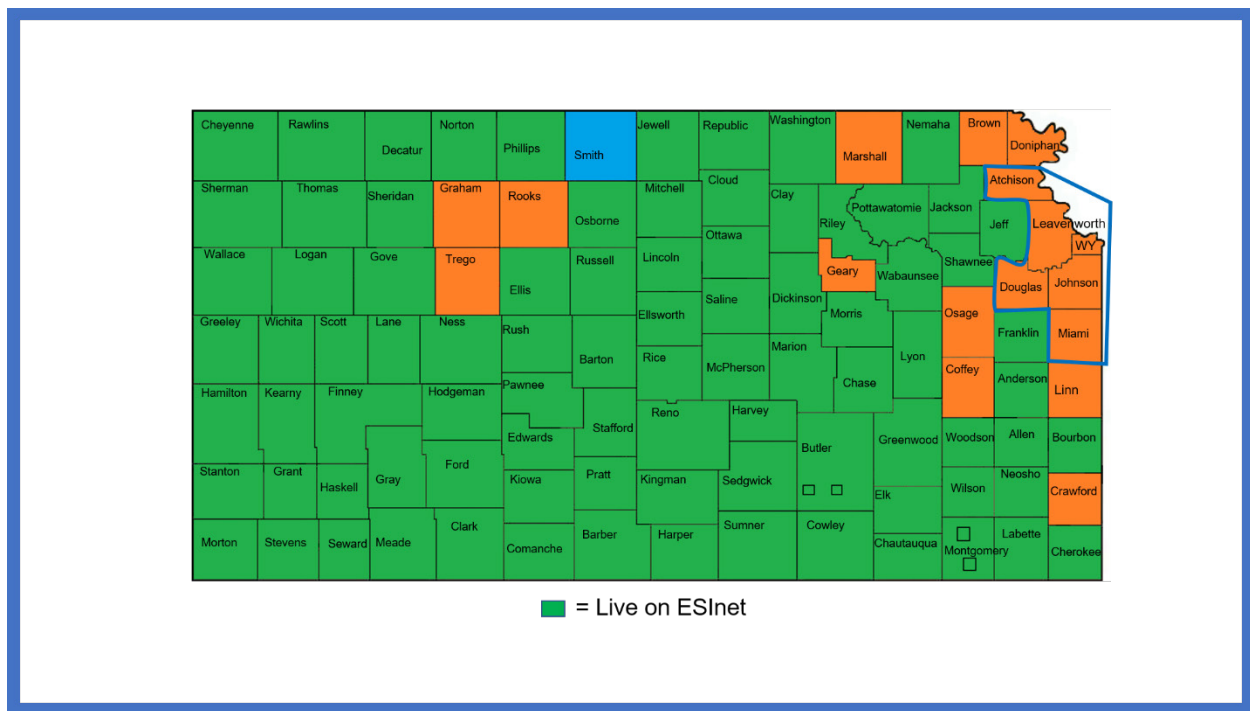 Cheyenne
Rawlins
Decatur
Norton
Phillips
Smith
Jewell
Republic
Washington
Marshall
Nemaha
Brown
Doniphan
Sherman
Thomas
Sheridan
Graham
Rooks
Osborne
Mitchell
Cloud
Clay
Riley
Pottawatomie
Jackson
Atchison
Jeff
Leavenworth
WY
Wallace
Logan
Gove
Trego
Ellis
Russell
Lincoln
Ottawa
Saline
Dickinson
Geary
Wabaunsee
Shawnee
Douglas
Johnson
Greeley
Wichita
Scott
Lane
Ness
Rush
Barton
Ellsworth
Rice
McPherson
Marion
Morris
Chase
Lyon
Osage
Coffey
Franklin
Miami
Anderson
Linn
Hamilton
Kearny
Finney
Hodgeman
Pawnee
Edwards
Stafford
Reno
Harvey
Butler
Greenwood
Woodson
Allen
Bourbon
Stanton
Grant
Haskell
Gray
Ford
Kiowa
Pratt
Kingman
Sedgwick
Elk
Wilson
Neosho
Crawford
Morton
Stevens
Seward
Meade
Clark
Comanche
Barber
Harper
Sumner
Cowley
Chautauqua
Montgomery
Labette
Cherokee
= Live on ESInet